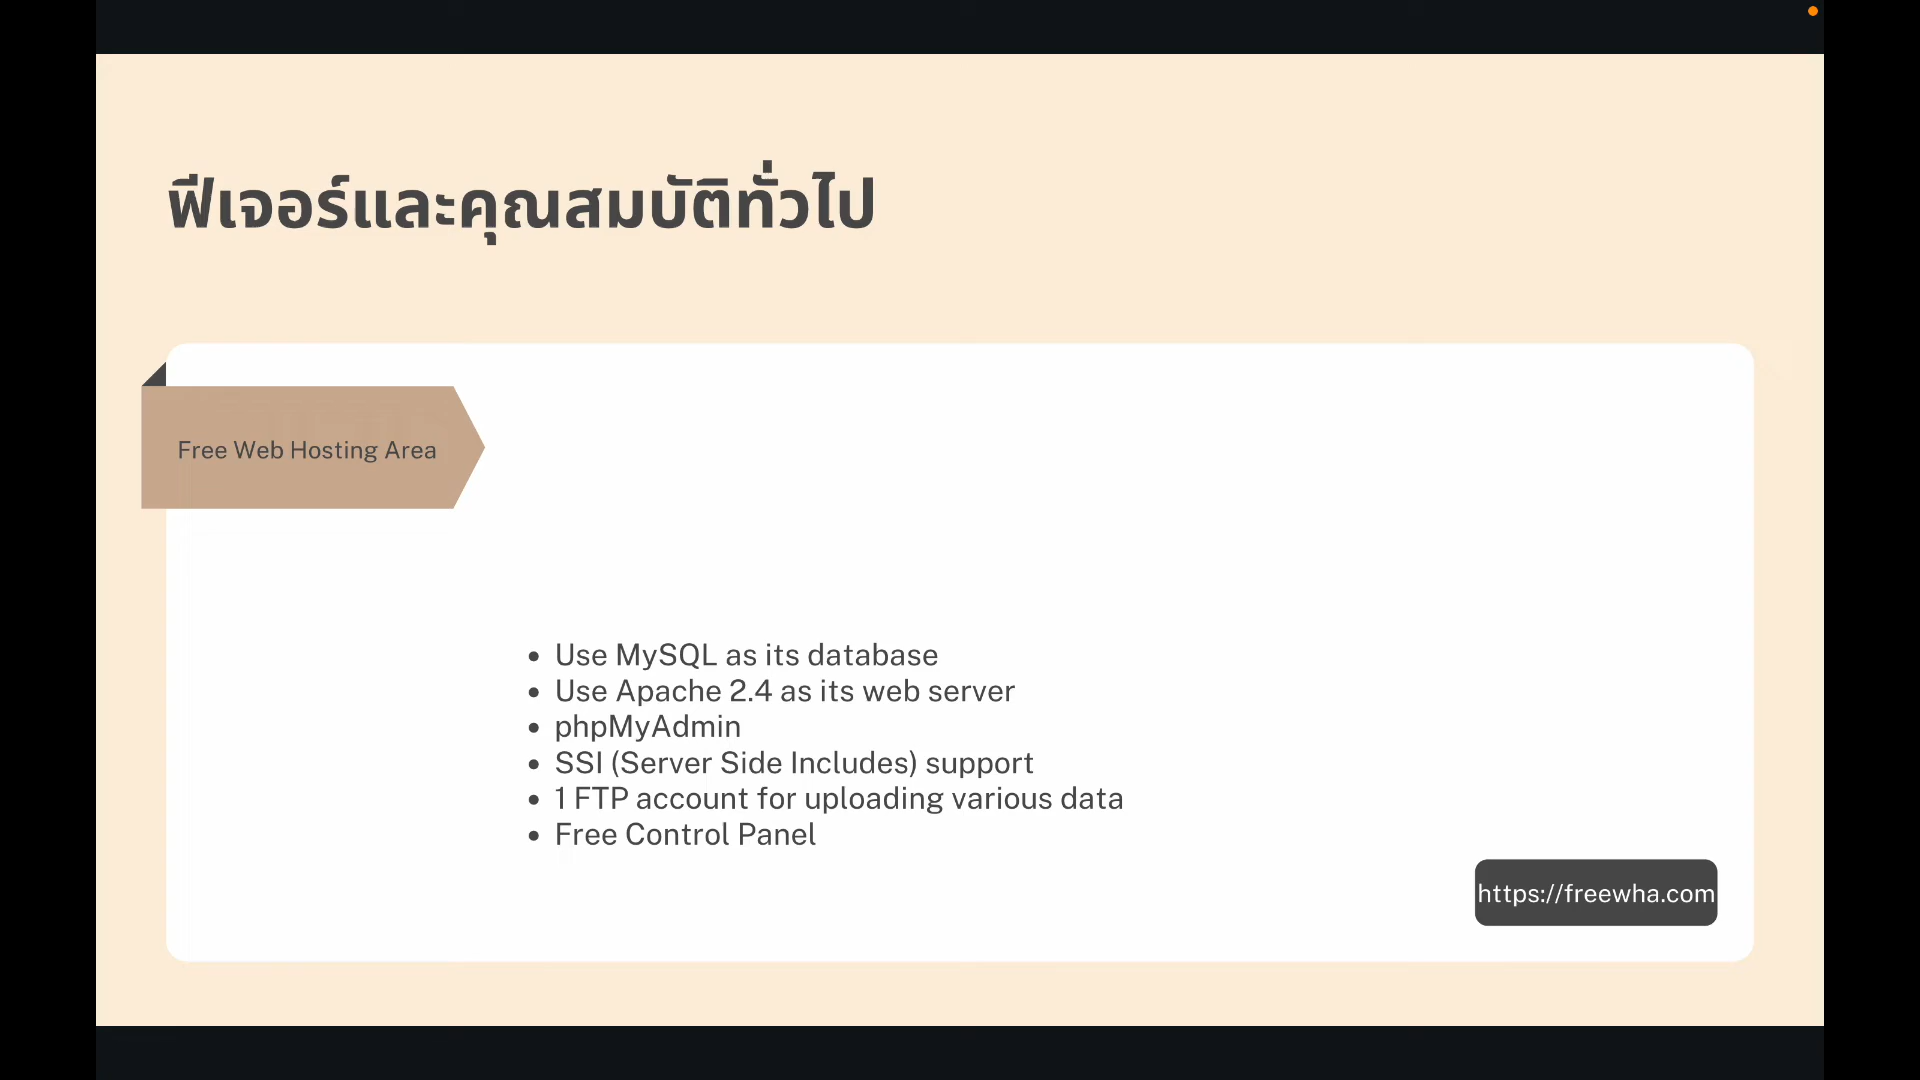 ฟีเจอร์และคุณสมบัติทั่วไป
Free Web Hosting Area
• Use MySQL as its database
• Use Apache 2.4 as its web server
• phpMyAdmin
• SSI (Server Side Includes) support
• 1 FTP account for uploading various data
• Free Control Panel
https://freewha.com